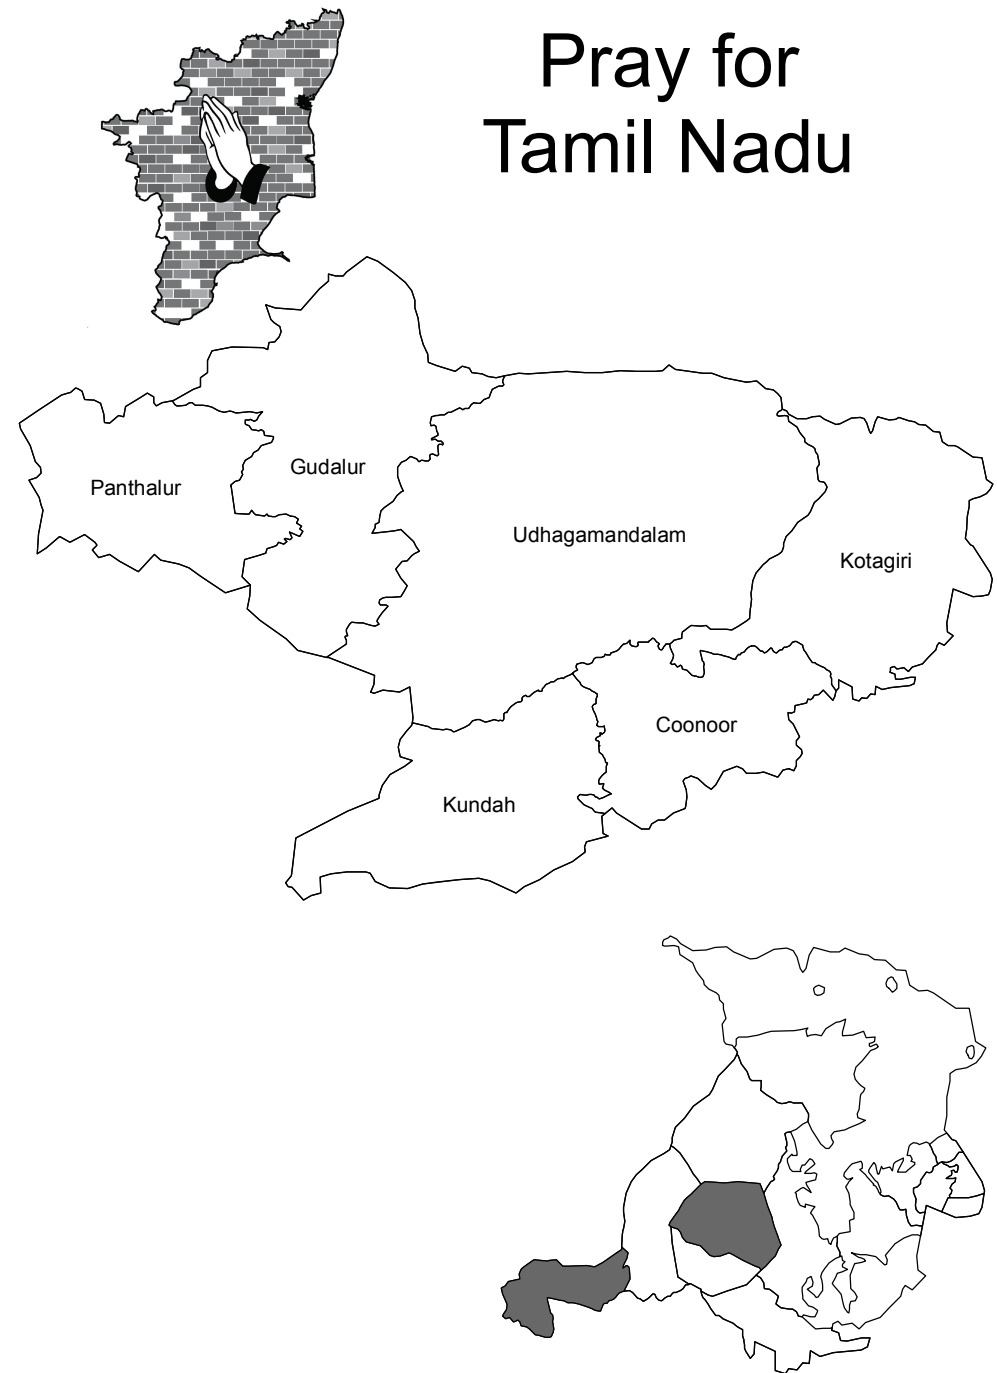 Pray for
Tamil Nadu
Gudalur
Panthalur
Udhagamandalam
Kotagiri
Coonoor
Kundah